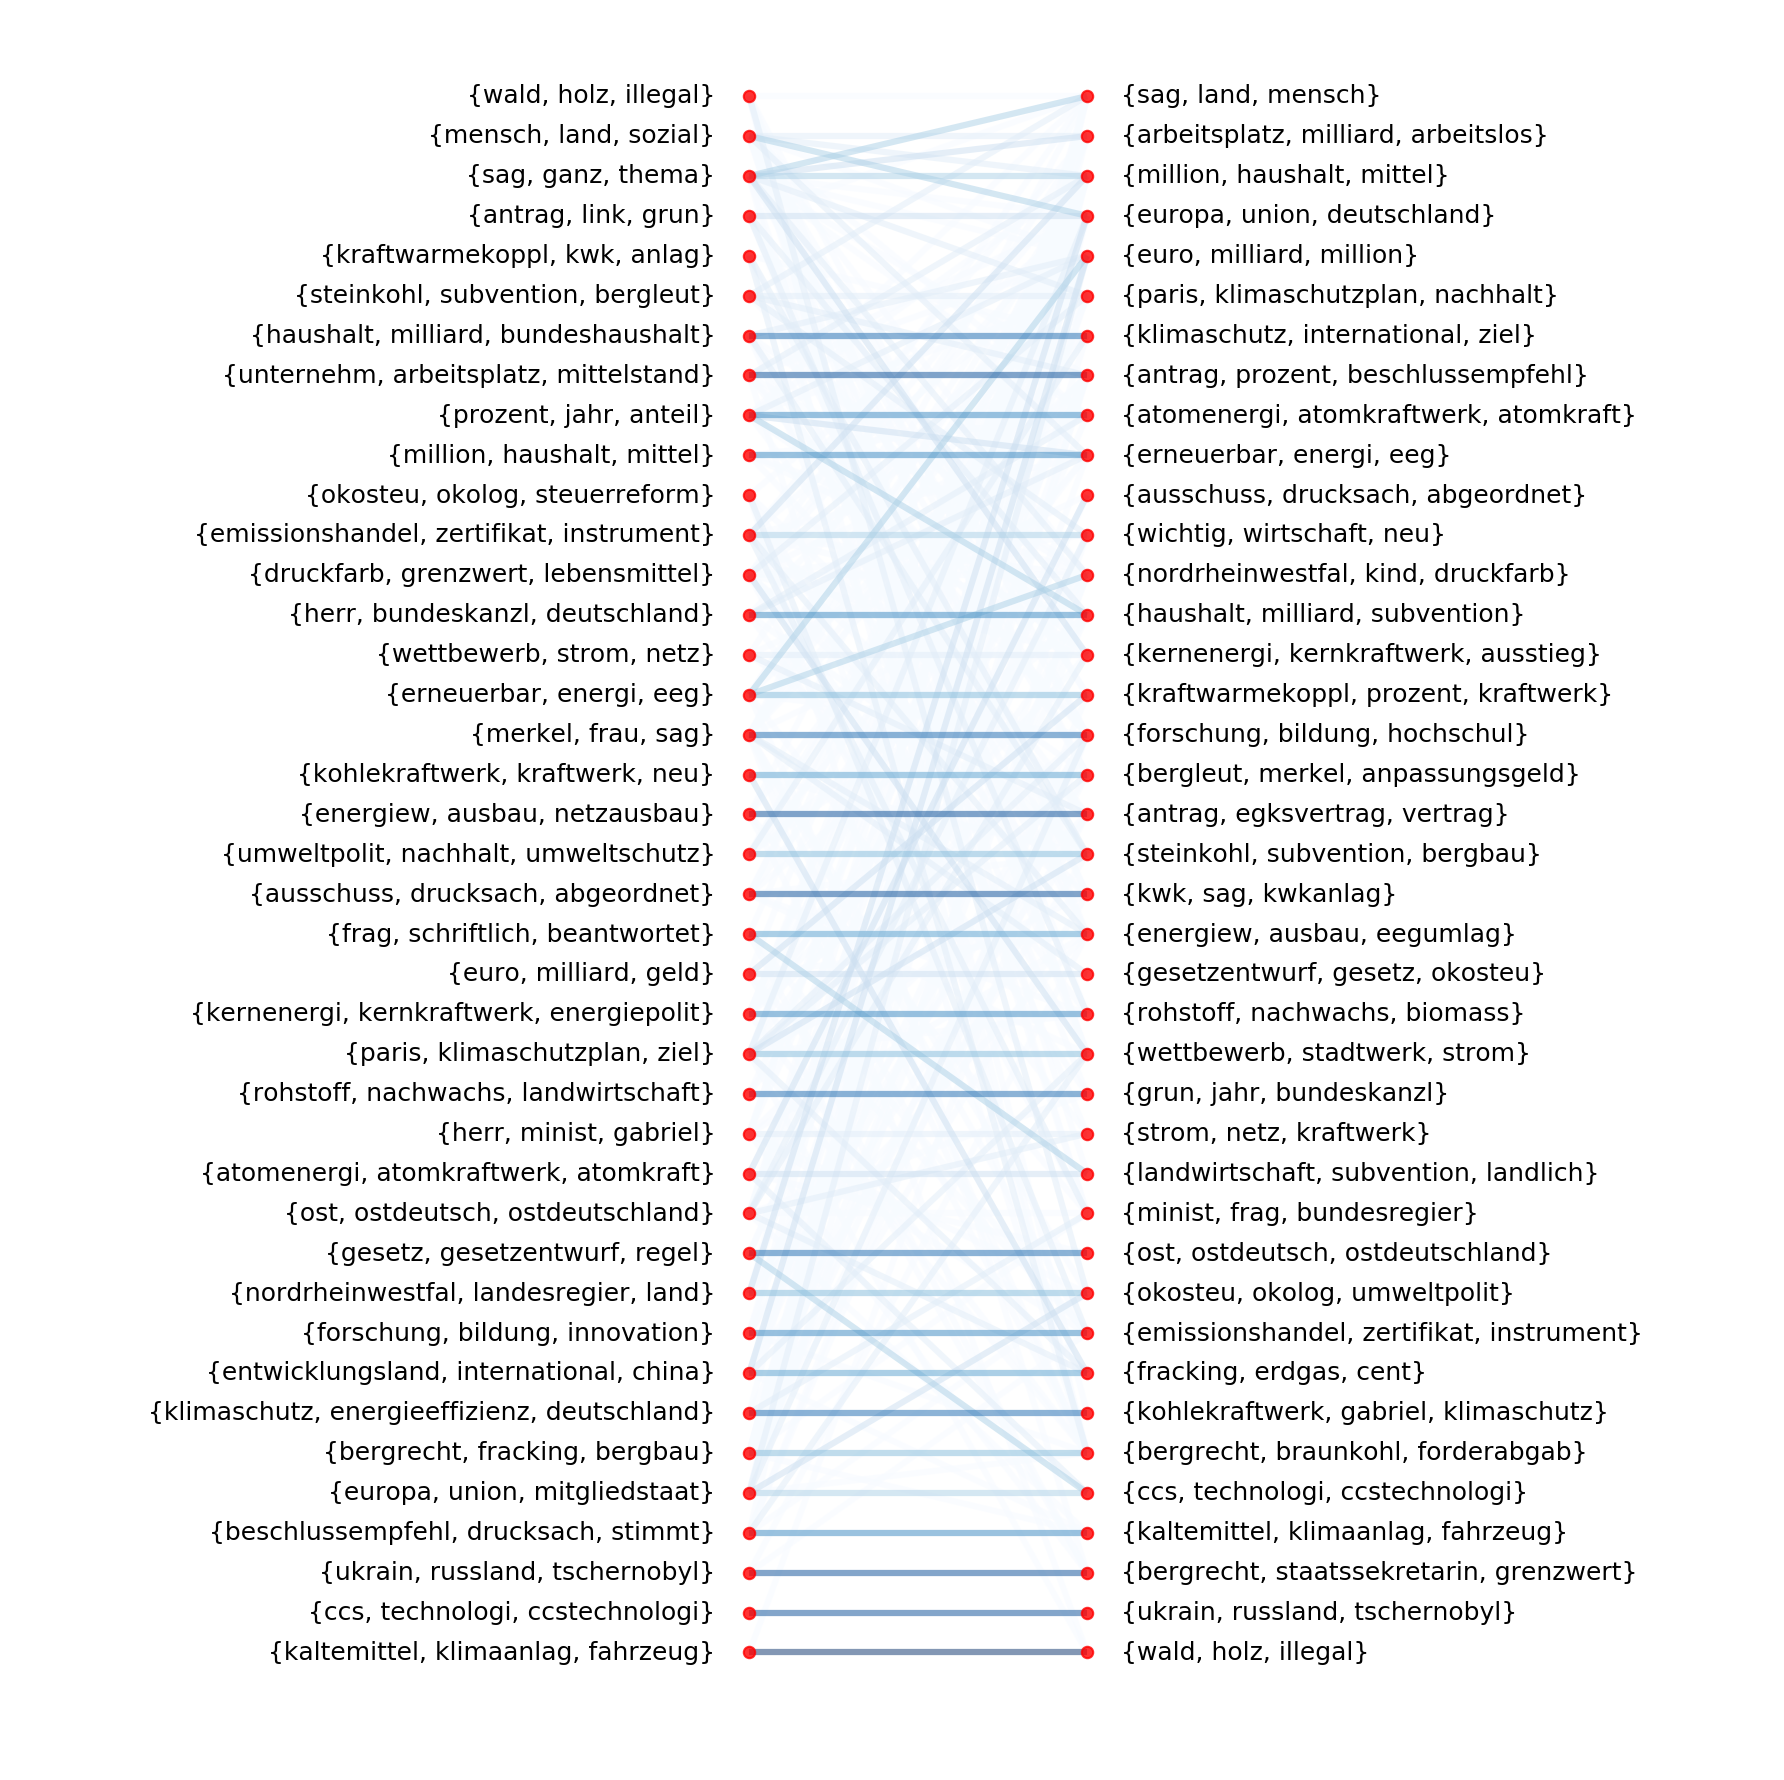 {wald, holz, illegal} {sag, land, mensch}
{mensch, land, sozial} {arbeitsplatz, milliard, arbeitslos}
{sag, ganz, thema} {million, haushalt, mittel}
{antrag, link, grun} {europa, union, deutschland}
{kraftwarmekoppl, kwk, anlag} {euro, milliard, million}
{steinkohl, subvention, bergleut} {paris, klimaschutzplan, nachhalt}
{haushalt, milliard, bundeshaushalt} {klimaschutz, international, ziel}
{unternehm, arbeitsplatz, mittelstand} {antrag, prozent, beschlussempfehl}
{prozent, jahr, anteil} {atomenergi, atomkraftwerk, atomkraft}
{million, haushalt, mittel} {erneuerbar, energi, eeg}
{okosteu, okolog, steuerreform} {ausschuss, drucksach, abgeordnet}
{emissionshandel, zertifikat, instrument} {wichtig, wirtschaft, neu}
{druckfarb, grenzwert, lebensmittel} {nordrheinwestfal, kind, druckfarb}
{herr, bundeskanzl, deutschland} {haushalt, milliard, subvention}
{wettbewerb, strom, netz} {kernenergi, kernkraftwerk, ausstieg}
{erneuerbar, energi, eeg} {kraftwarmekoppl, prozent, kraftwerk}
{merkel, frau, sag} {forschung, bildung, hochschul}
{kohlekraftwerk, kraftwerk, neu} {bergleut, merkel, anpassungsgeld}
{energiew, ausbau, netzausbau} {antrag, egksvertrag, vertrag}
{umweltpolit, nachhalt, umweltschutz} {steinkohl, subvention, bergbau}
{ausschuss, drucksach, abgeordnet} {kwk, sag, kwkanlag}
{frag, schriftlich, beantwortet} {energiew, ausbau, eegumlag}
{euro, milliard, geld} {gesetzentwurf, gesetz, okosteu}
{kernenergi, kernkraftwerk, energiepolit} {rohstoff, nachwachs, biomass}
{paris, klimaschutzplan, ziel} {wettbewerb, stadtwerk, strom}
{rohstoff, nachwachs, landwirtschaft} {grun, jahr, bundeskanzl}
{herr, minist, gabriel} {strom, netz, kraftwerk}
{atomenergi, atomkraftwerk, atomkraft} {landwirtschaft, subvention, landlich}
{ost, ostdeutsch, ostdeutschland} {minist, frag, bundesregier}
{gesetz, gesetzentwurf, regel} {ost, ostdeutsch, ostdeutschland}
{nordrheinwestfal, landesregier, land} {okosteu, okolog, umweltpolit}
{forschung, bildung, innovation} {emissionshandel, zertifikat, instrument}
{entwicklungsland, international, china} {fracking, erdgas, cent}
{klimaschutz, energieeffizienz, deutschland} {kohlekraftwerk, gabriel, klimaschutz}
{bergrecht, fracking, bergbau} {bergrecht, braunkohl, forderabgab}
{europa, union, mitgliedstaat} {ccs, technologi, ccstechnologi}
{beschlussempfehl, drucksach, stimmt} {kaltemittel, klimaanlag, fahrzeug}
{ukrain, russland, tschernobyl} {bergrecht, staatssekretarin, grenzwert}
{ccs, technologi, ccstechnologi} {ukrain, russland, tschernobyl}
{kaltemittel, klimaanlag, fahrzeug} {wald, holz, illegal}